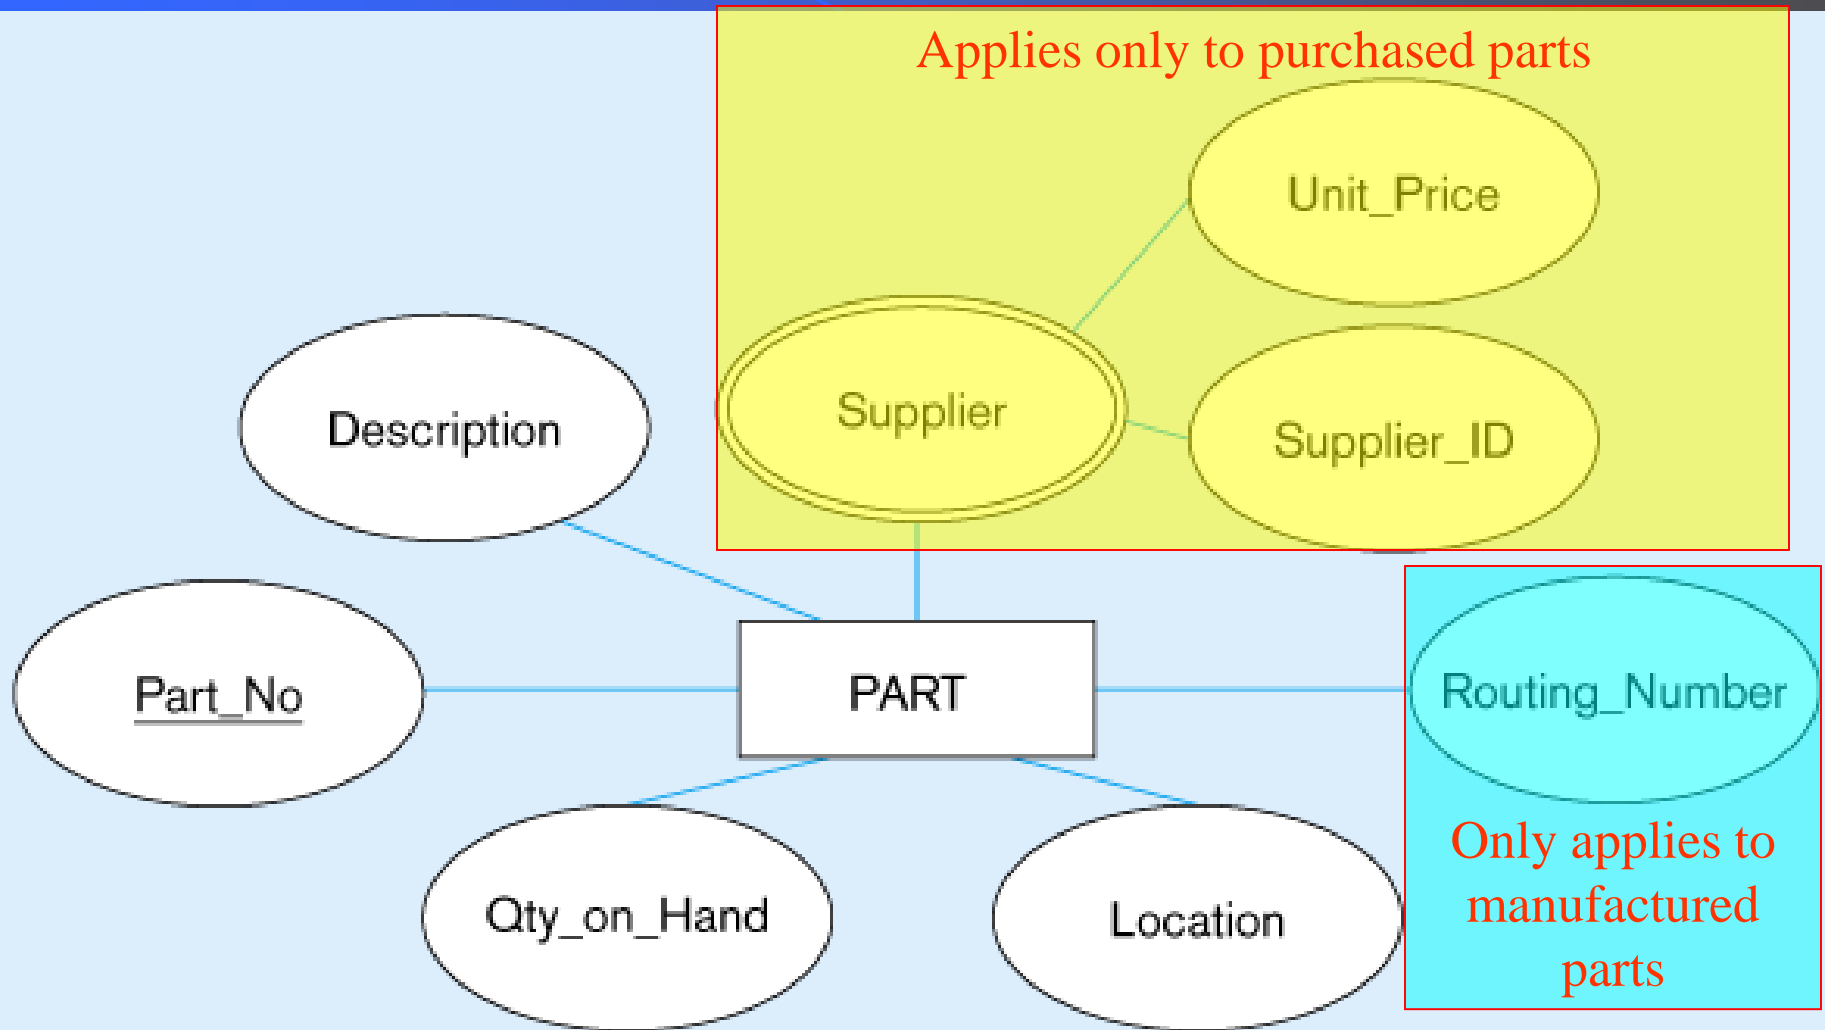 Applies only to purchased parts
Unit_Price
Supplier
Supplier_ID
Description
Part_No
PART
Routing_Number
Qty_on_Hand
Location
Only applies to
manufactured
parts